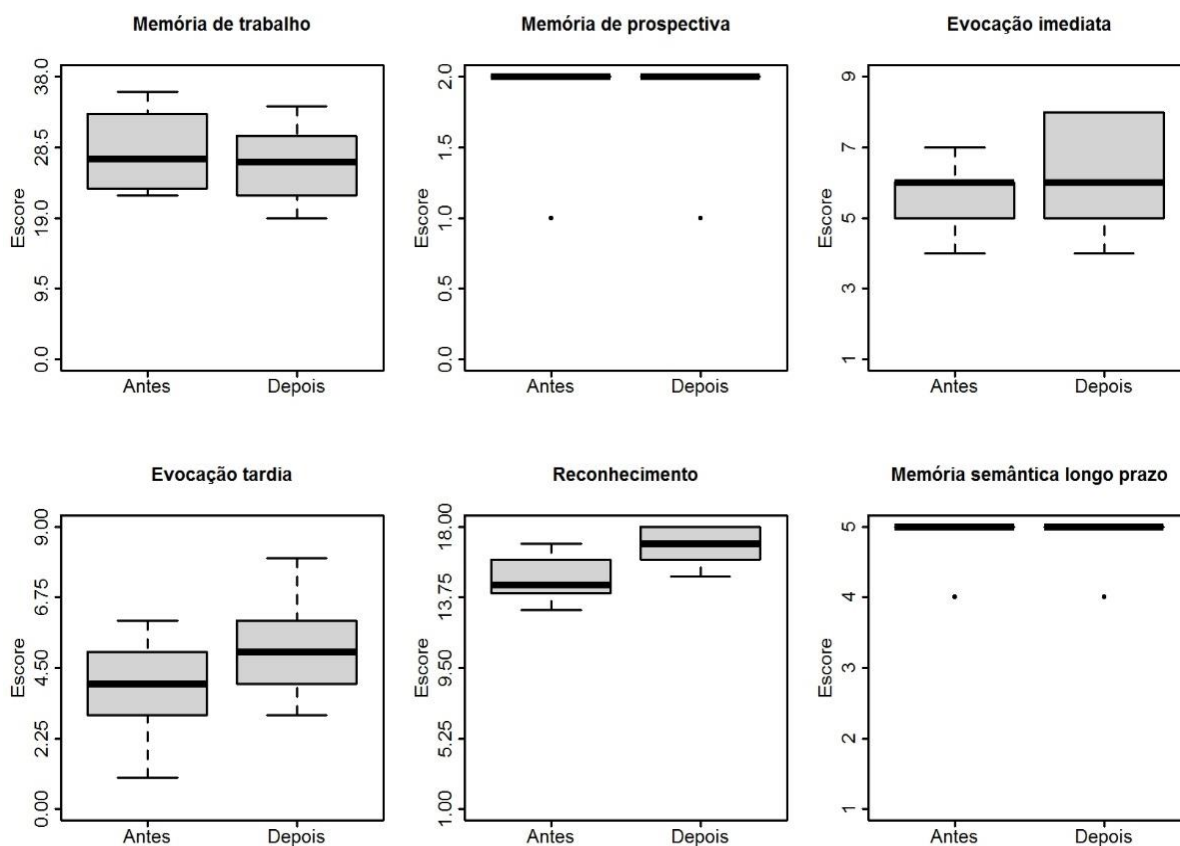 Memória de trabalho
Escore
38.0
28.5
19.0
9.5
0.0
Antes Depois
Memória de prospectiva
Escore
2.0
1.5
1.0
0.5
0.0
Antes Depois
Evocação imediata
Escore
9
7
5
3
1
Antes Depois
Evocação tardia
Escore
9.00
6.75
4.50
2.25
0.00
Antes Depois
Reconhecimento
Escore
18.00
13.75
9.50
5.25
1.00
Antes Depois
Memória semântica longo prazo
Escore
5
4
3
2
1
Antes Depois